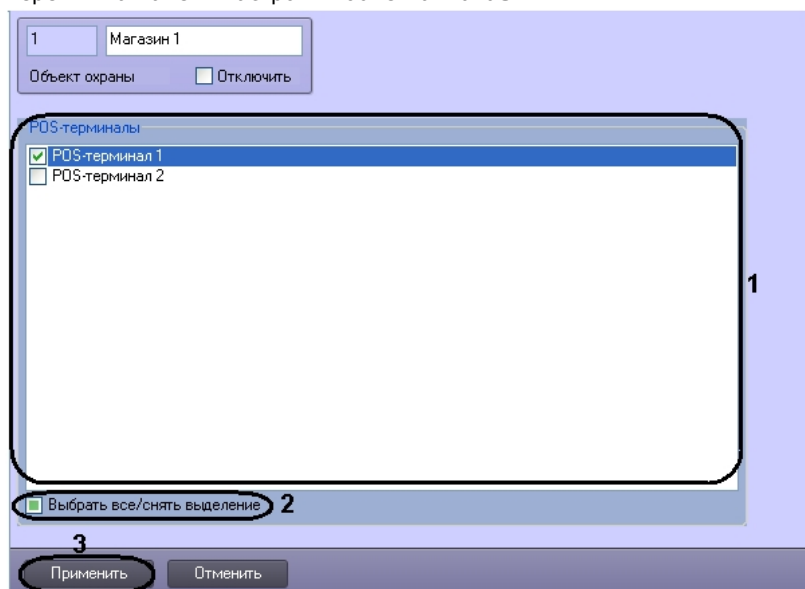 1 Магазин 1
Объект охраны Отключить
POS-терминалы
POS-терминал 1
POS-терминал 2
1
Выбрать все/снять выделение 2
3
Применить Отменить